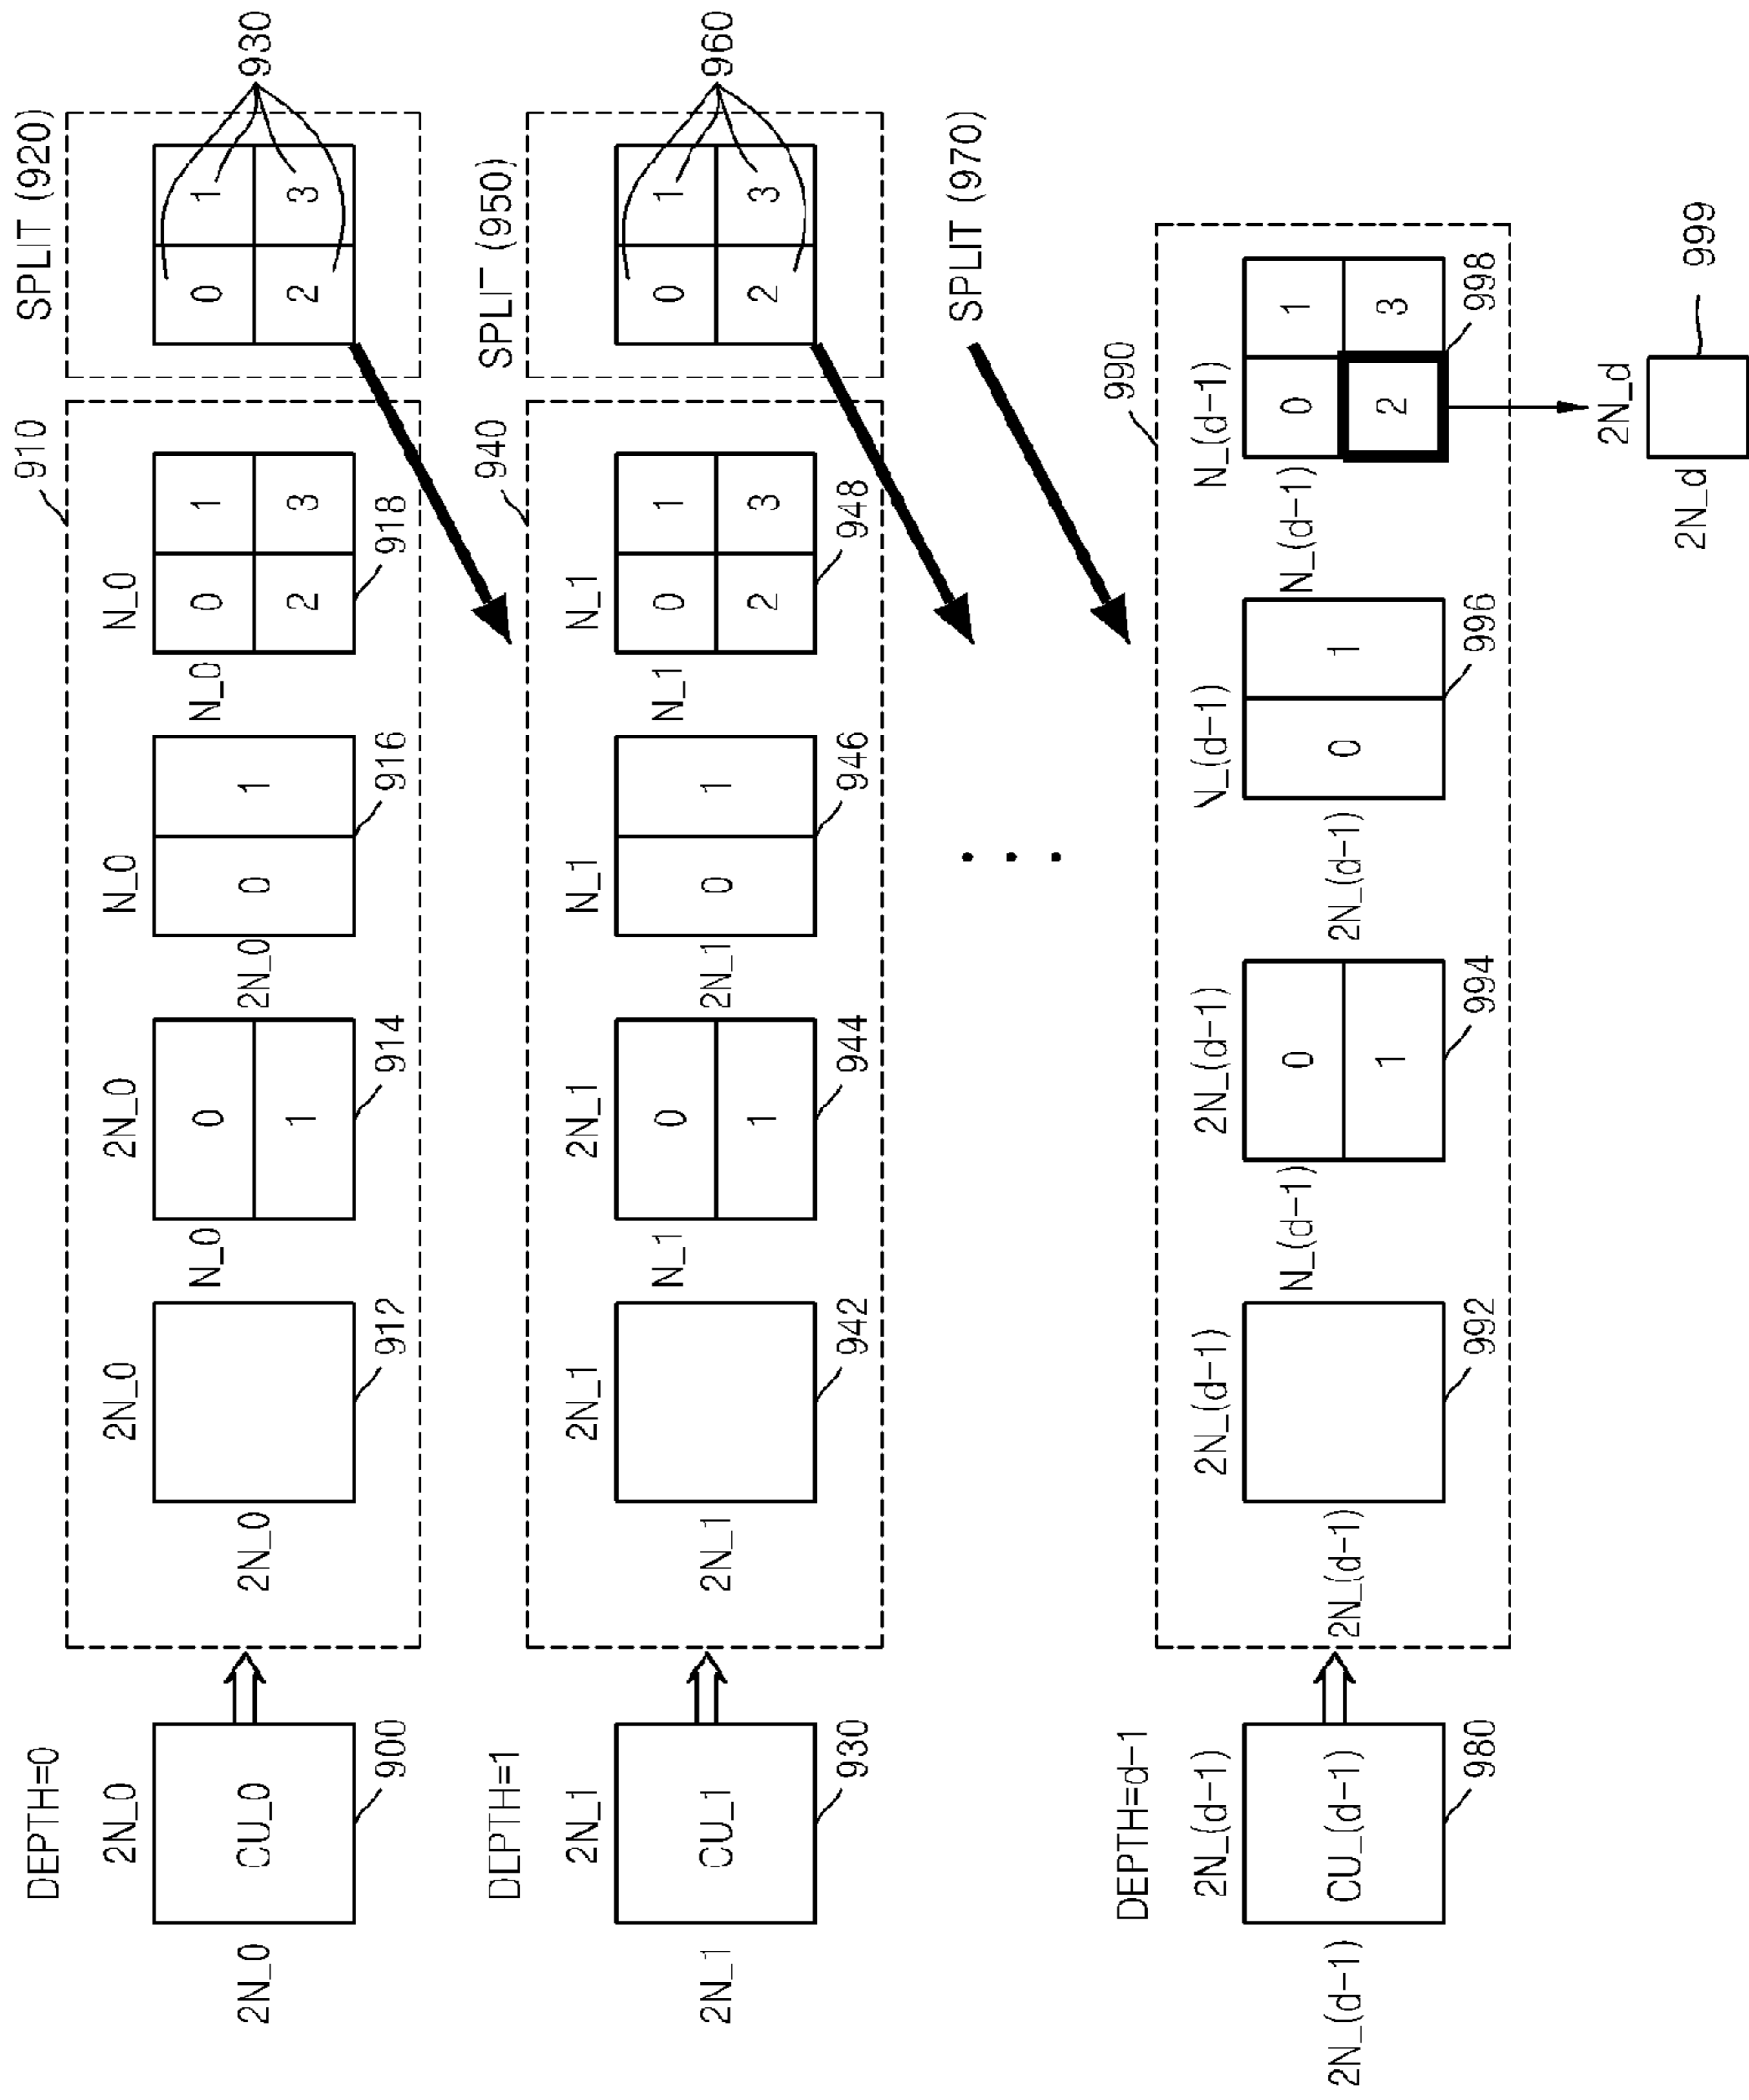 DEPTH=0
2N_0
2N_0
CU_0
900
910
2N_0
2N_0
912
2N_0
N_0
0
1
914
N_0
2N_0
0
1
916
N_0
N_0
0
1
2
3
918
SPLIT (920)
0
1
2
3
930
DEPTH=1
2N_1
2N_1
CU_1
930
940
2N_1
2N_1
942
2N_1
N_1
0
1
944
N_1
2N_1
0
1
946
N_1
N_1
0
1
2
3
948
SPLIT (950)
0
1
2
3
960
SPLIT (970)
DEPTH=d-1
2N_(d-1)
2N_(d-1)
CU_(d-1)
980
990
2N_(d-1)
2N_(d-1)
992
2N_(d-1)
N_(d-1)
0
1
994
N_(d-1)
2N_(d-1)
0
1
996
N_(d-1)
N_(d-1)
0
1
2
3
998
2N_d
2N_d
999